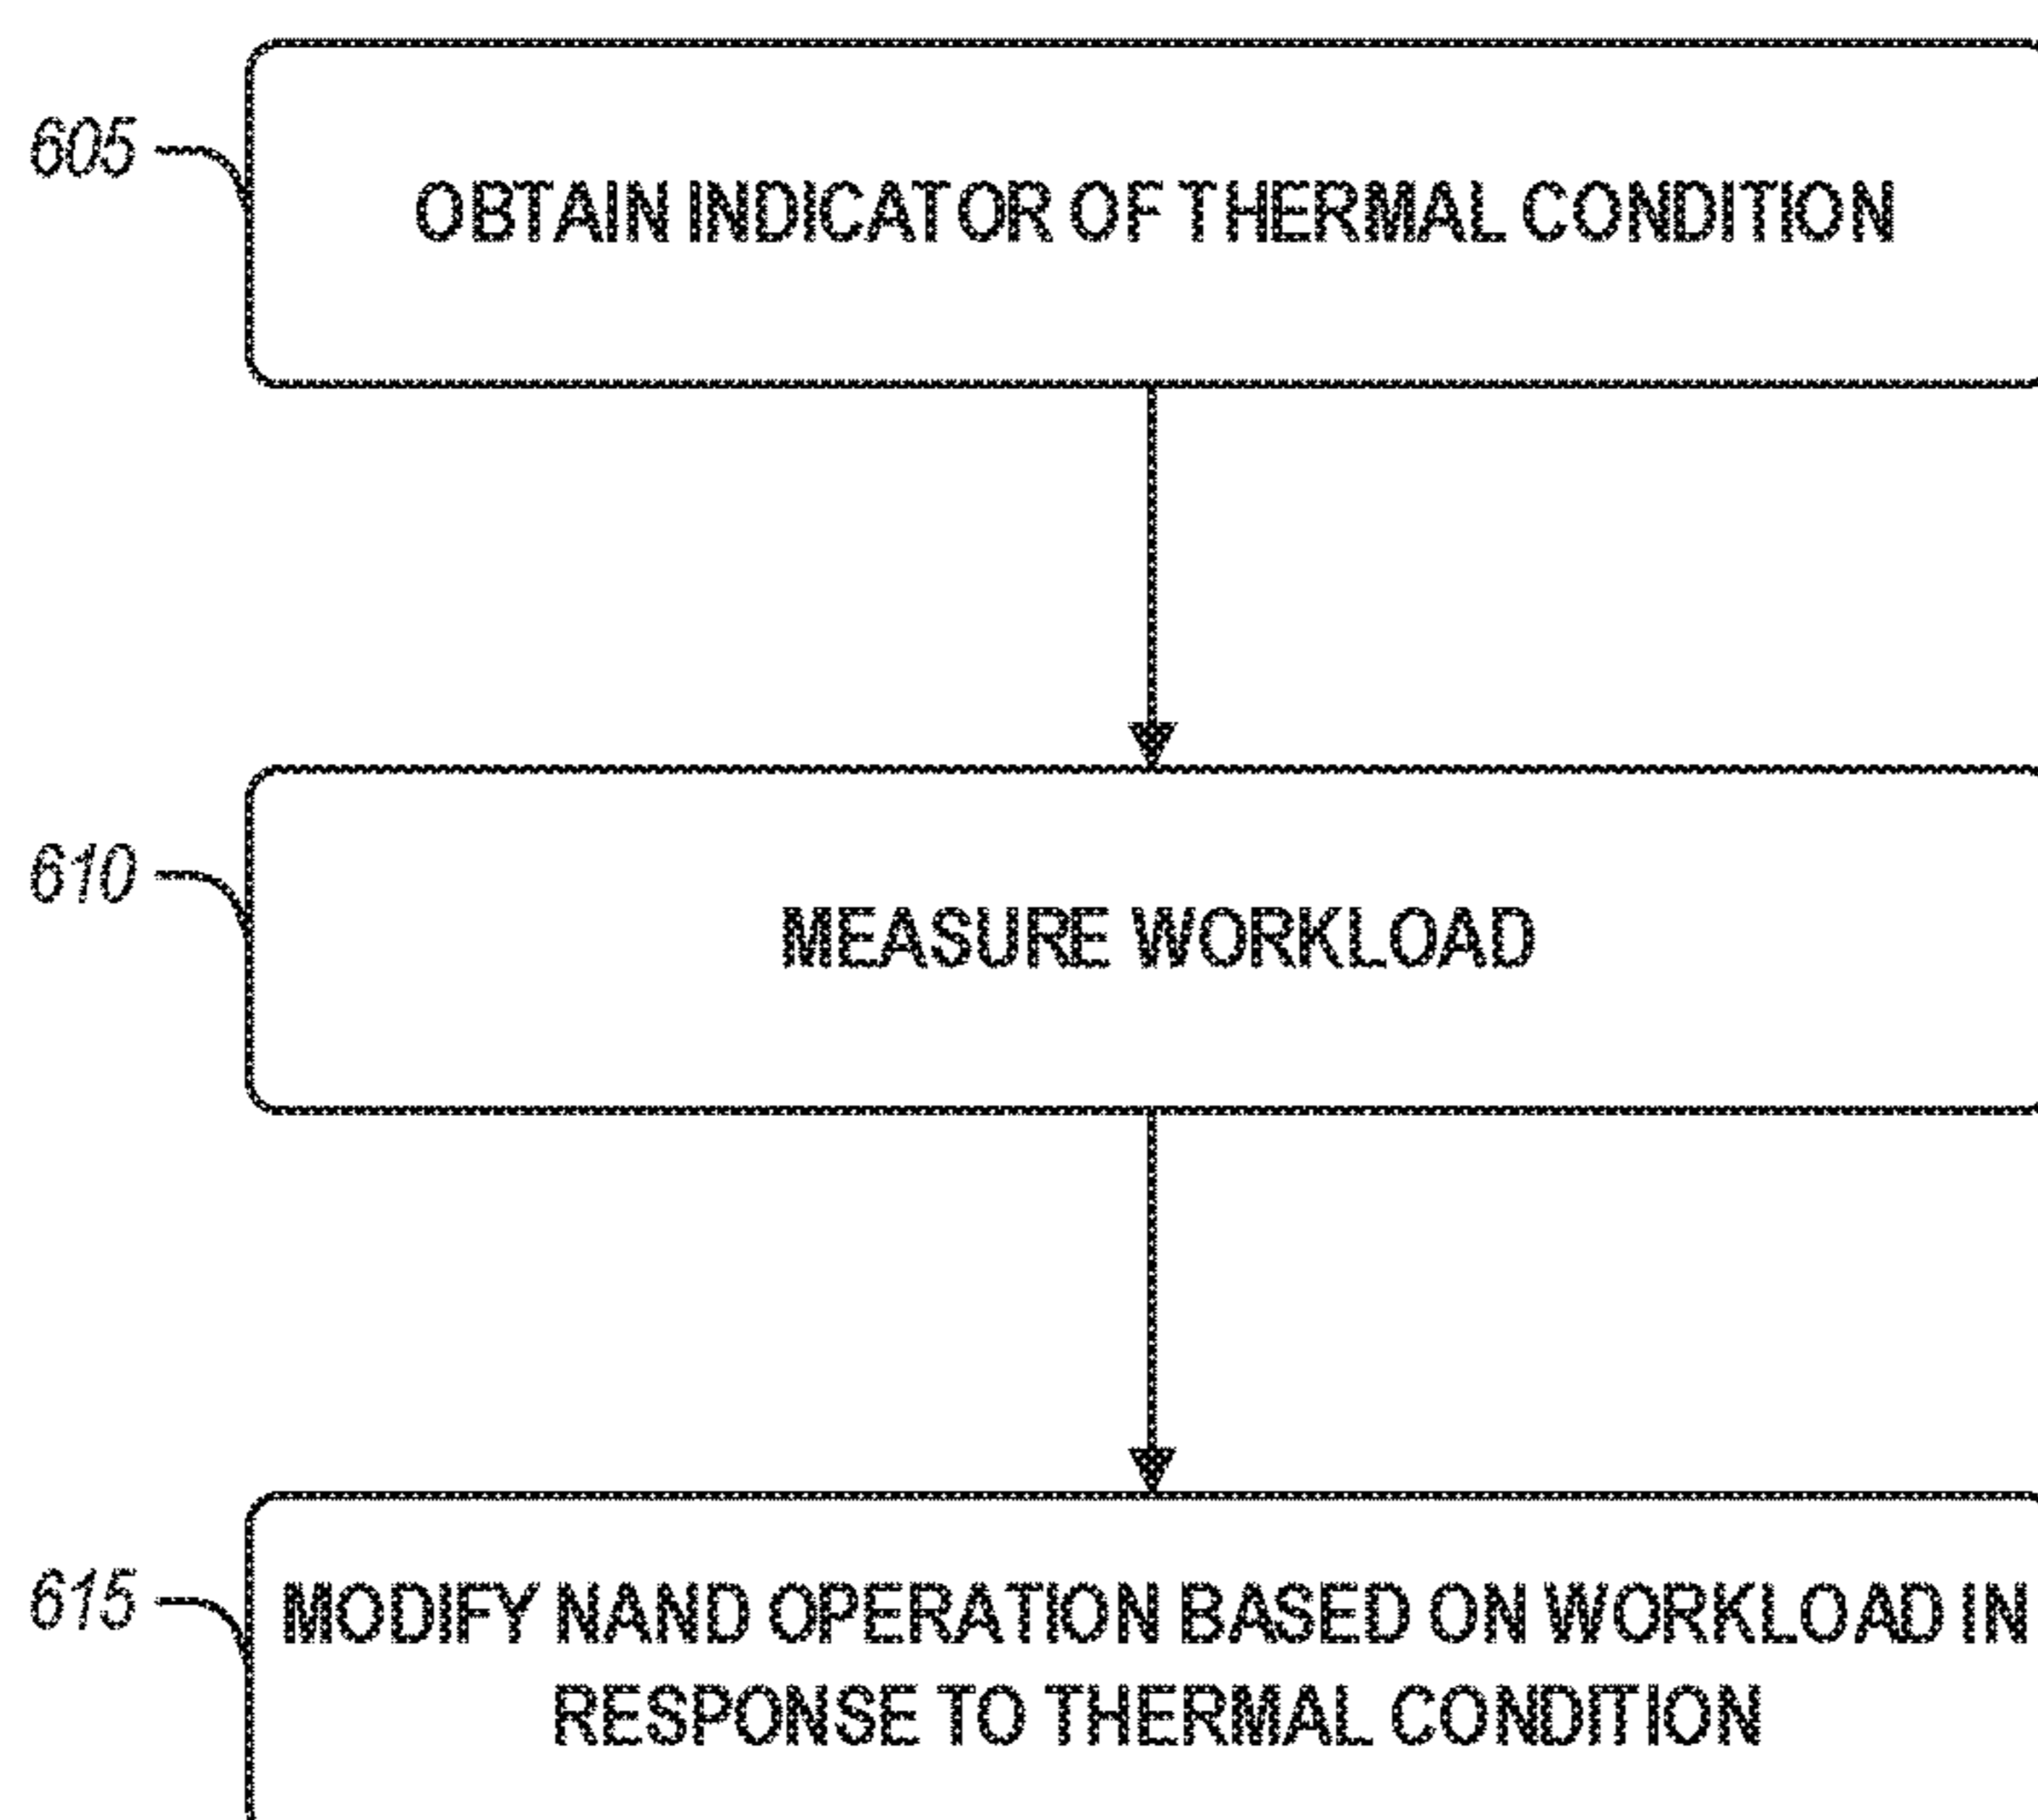 605
OBTAIN INDICATOR OF THERMAL CONDITION
610
MEASURE WORKLOAD
615
MODIFY NAND OPERATION BASED ON WORKLOAD IN
RESPONSE TO THERMAL CONDITION